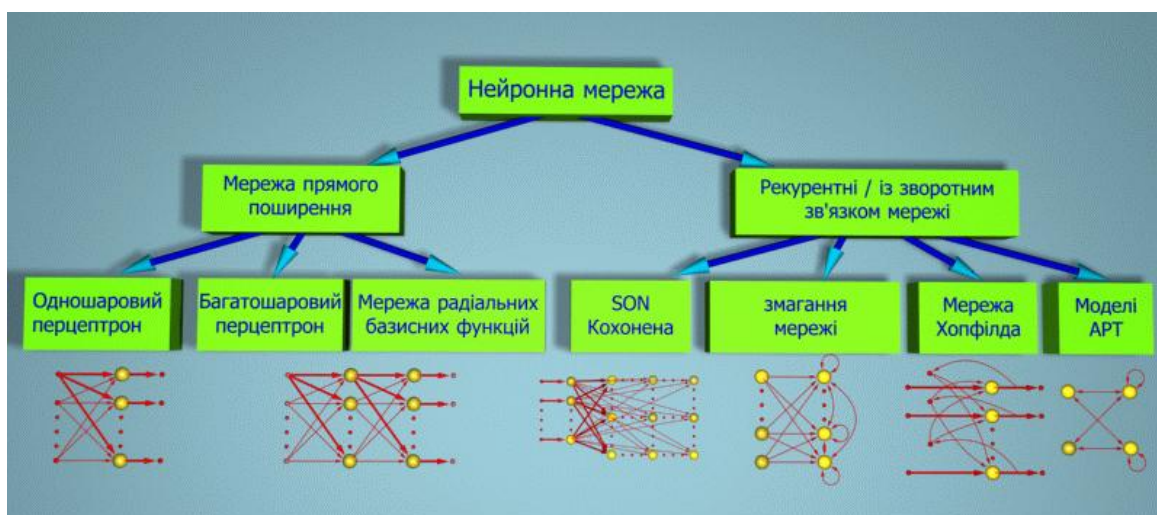 Нейронна мережа
Мережа прямого
поширення
Рекурентні / із зворотним
зв'язком мережі
Одношаровий
перцептрон
Багатошаровий
перцептрон
Мережа радіальних
базисних функцій
SON
Кохонена
змагання
мережі
Мережа
Хопфілда
Моделі
АРТ